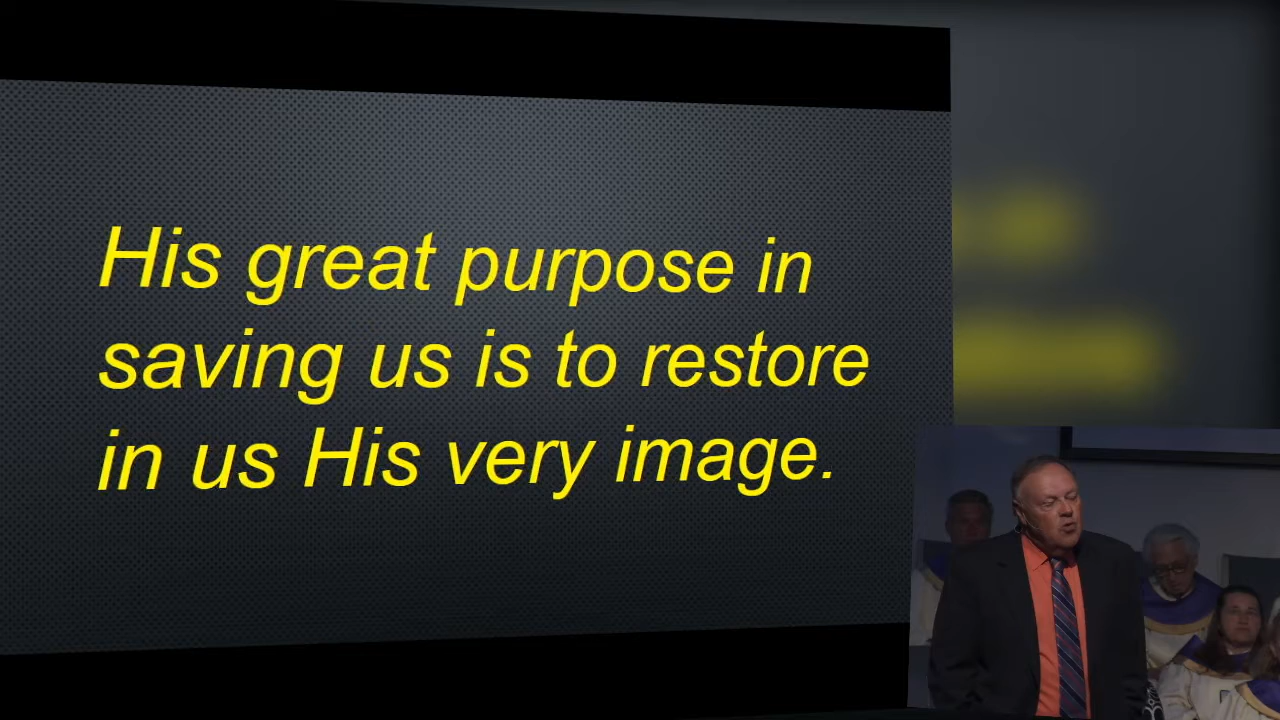 His great purpose in
saving us is to restore
in us His very image.